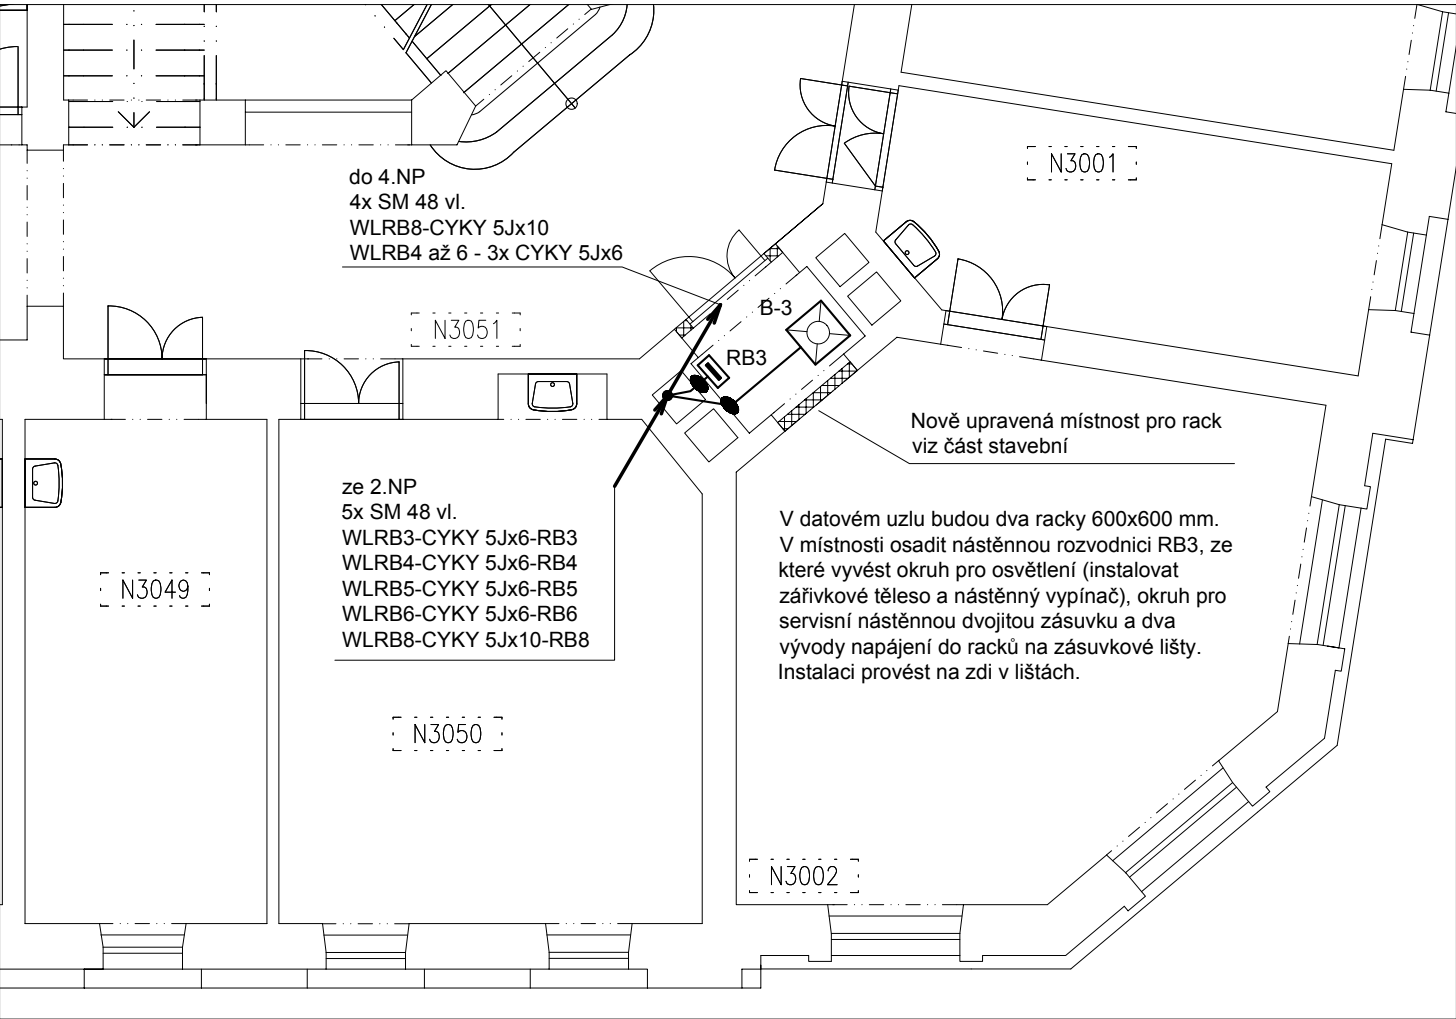 do 4.NP
4x SM 48 vl.
WLRB8-CYKY 5Jx10
WLRB4 až 6 - 3x CYKY 5Jx6
N3001
N3051
B-3
RB3
Nově upravená místnost pro rack
viz část stavební
ze 2.NP
5x SM 48 vl.
WLRB3-CYKY 5Jx6-RB3
WLRB4-CYKY 5Jx6-RB4
WLRB5-CYKY 5Jx6-RB5
WLRB6-CYKY 5Jx6-RB6
WLRB8-CYKY 5Jx10-RB8
V datovém uzlu budou dva racky 600x600 mm.
V místnosti osadit nástěnnou rozvodnici RB3, ze
které vyvést okruh pro osvětlení (instalovat
zářivkové těleso a nástěnný vypínač), okruh pro
servisní nástěnnou dvojitou zásuvku a dva
vývody napájení do racků na zásuvkové lišty.
Instalaci provést na zdi v lištách.
N3049
N3050
N3002